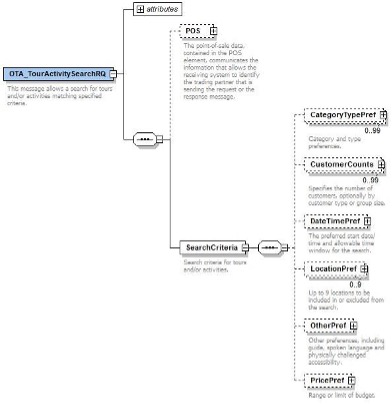 attributes
POS
The point-of-sale data,
contained in the POS
element, communicates the
information that allows the
receiving system to identify
the trading partner that is
sending the request or the
response message.
OTA_TourActivitySearchRQ
This message allows a search for tours
and/or activities matching specified
criteria.
SearchCriteria
Search criteria for tours
and/or activities.
CategoryTypePref
0..99
Category and type
preferences.
CustomerCounts
0..99
Specifies the number of
customers, optionally by
customer type or group size.
DateTimePref
The preferred start date/
time and allowable time
window for the search.
LocationPref
0..9
Up to 9 locations to be
included in or excluded from
the search.
OtherPref
Other preferences, including
guide, spoken language and
physically challenged
accessibility.
PricePref
Range or limit of budget.